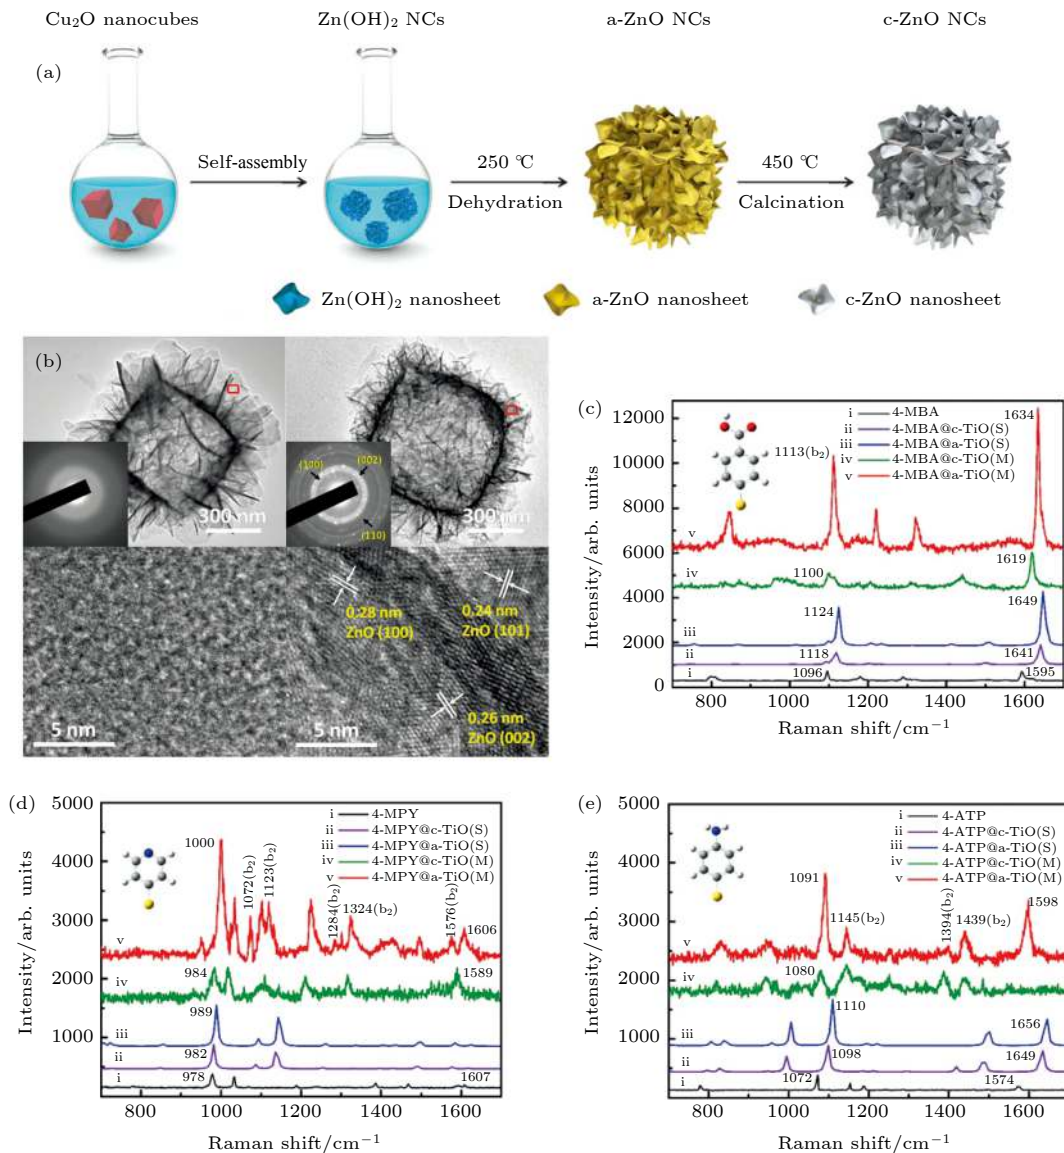 Cu₂O nanocubes Zn(OH)₂ NCs a-ZnO NCs c-ZnO NCs
(a)
Self-assembly 250 ℃ 450 ℃
Dehydration Calcination
Zn(OH)₂ nanosheet a-ZnO nanosheet c-ZnO nanosheet
(b)
(100) (002)
(110)
300 nm 300 nm
0.28 nm
ZnO (100)
0.24 nm
ZnO (101)
0.26 nm
ZnO (002)
5 nm 5 nm
(c)
12000
10000
8000
6000
4000
2000
0
Intensity/arb. units
i 4-MBA
ii 4-MBA@c-TiO(S)
iii 4-MBA@a-TiO(S)
iv 4-MBA@c-TiO(M)
v 4-MBA@a-TiO(M)
1634
1113(b₂)
v
iv 1100 1619
1124 1649
iii
ii 1118 1641
i 1096 1595
800 1000 1200 1400 1600
Raman shift/cm⁻¹
(d)
5000
4000
3000
2000
1000
Intensity/arb. units
i 4-MPY
ii 4-MPY@c-TiO(S)
iii 4-MPY@a-TiO(S)
iv 4-MPY@c-TiO(M)
v 4-MPY@a-TiO(M)
1000
1072(b₂)
1123(b₂)
1284(b₂)
1324(b₂)
1576(b₂)
1606
v
iv 984 1589
iii 989
ii 982
i 978 1607
800 1000 1200 1400 1600
Raman shift/cm⁻¹
(e)
5000
4000
3000
2000
1000
0
Intensity/arb. units
i 4-ATP
ii 4-ATP@c-TiO(S)
iii 4-ATP@a-TiO(S)
iv 4-ATP@c-TiO(M)
v 4-ATP@a-TiO(M)
1091
1145(b₂)
1394(b₂)
1439(b₂)
1598
v
iv 1080
1110
iii 1656
ii 1098 1649
i 1072 1574
800 1000 1200 1400 1600
Raman shift/cm⁻¹